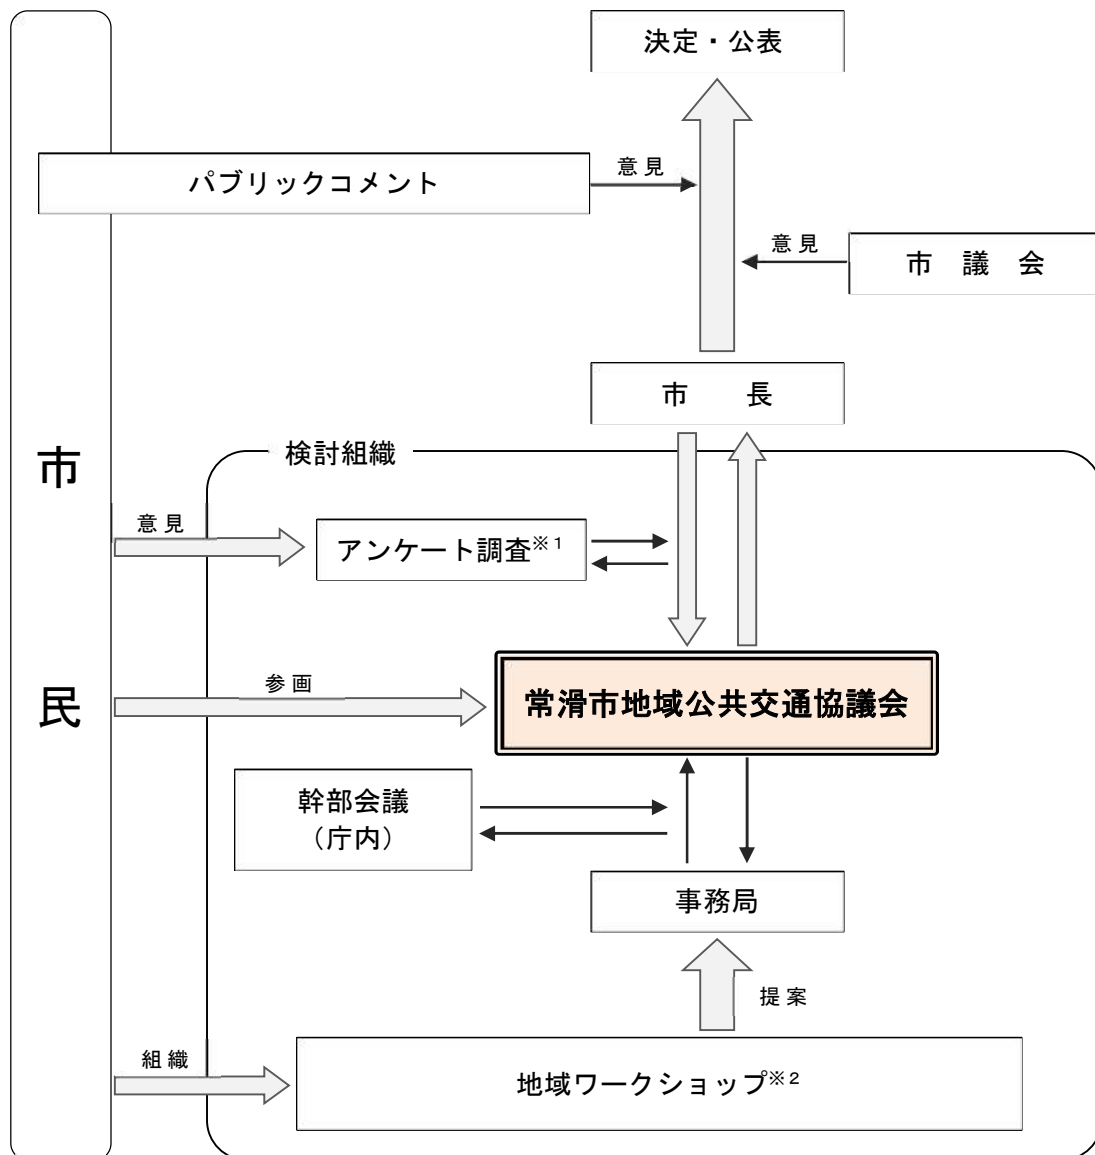 決定・公表
パブリックコメント
意見
意見
市　議　会
市　　長
市
民
検討組織
意見
アンケート調査※1
参画
常滑市地域公共交通協議会
幹部会議
（庁内）
事務局
提案
組織
地域ワークショップ※2